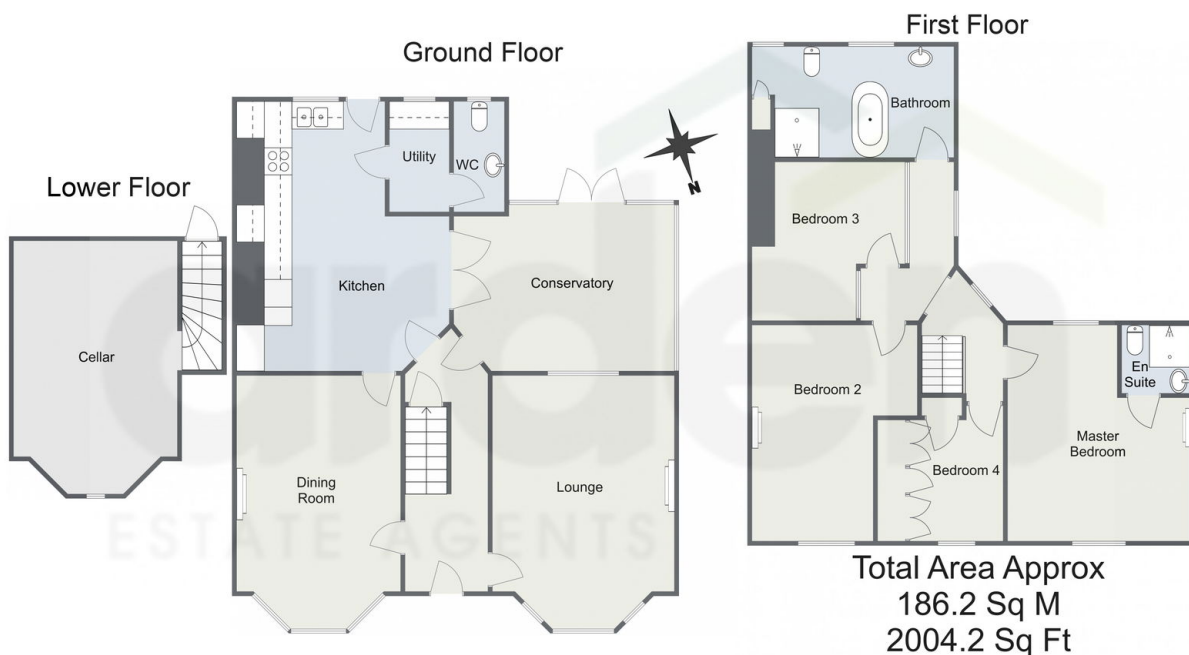 Ground Floor
Utility
WC
Kitchen
Conservatory
Dining
Room
Lounge
Lower Floor
Cellar
N
First Floor
Bathroom
Bedroom 3
Bedroom 2
Bedroom 4
En
Suite
Master
Bedroom
Total Area Approx
186.2 Sq M
2004.2 Sq Ft
arden
ESTATE AGENTS